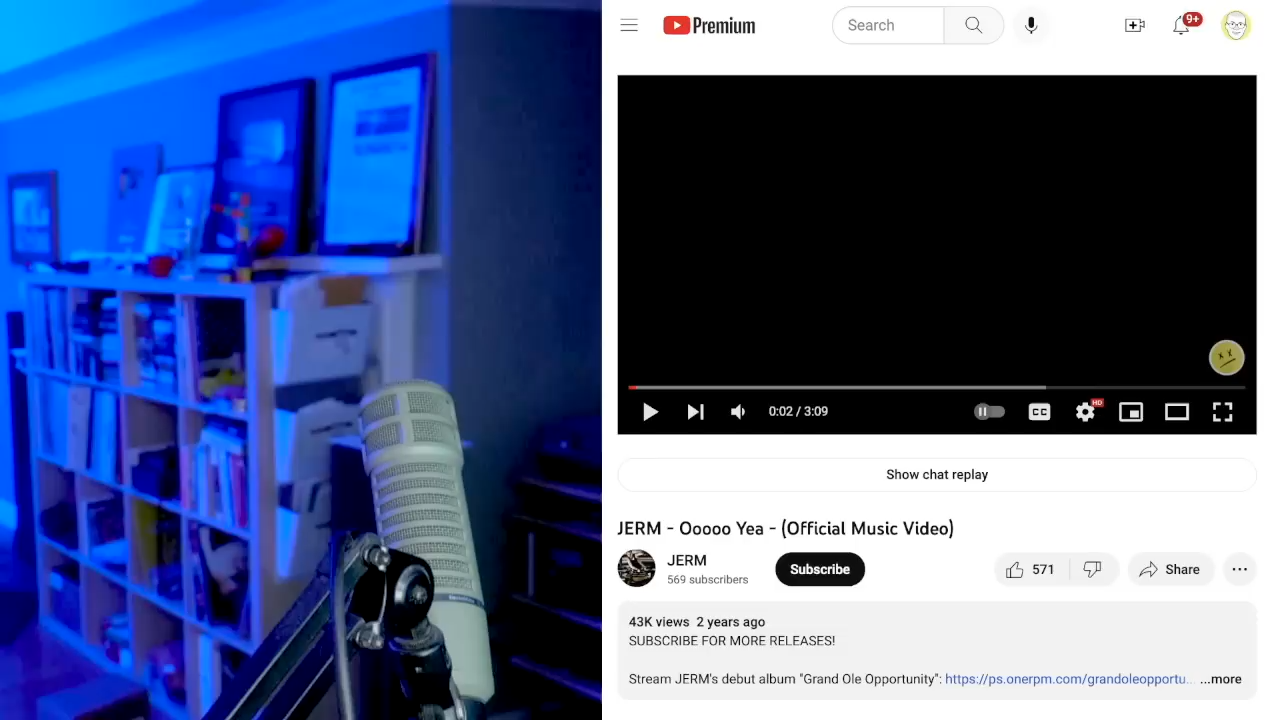 Premium
Search
9+
HD
CC
0:02 / 3:09
Show chat replay
JERM - Ooooo Yea - (Official Music Video)
JERM
569 subscribers
Subscribe
571
Share
43K views 2 years ago
SUBSCRIBE FOR MORE RELEASES!
Stream JERM's debut album "Grand Ole Opportunity": https://ps.onerpm.com/grandoleopportu... ...more